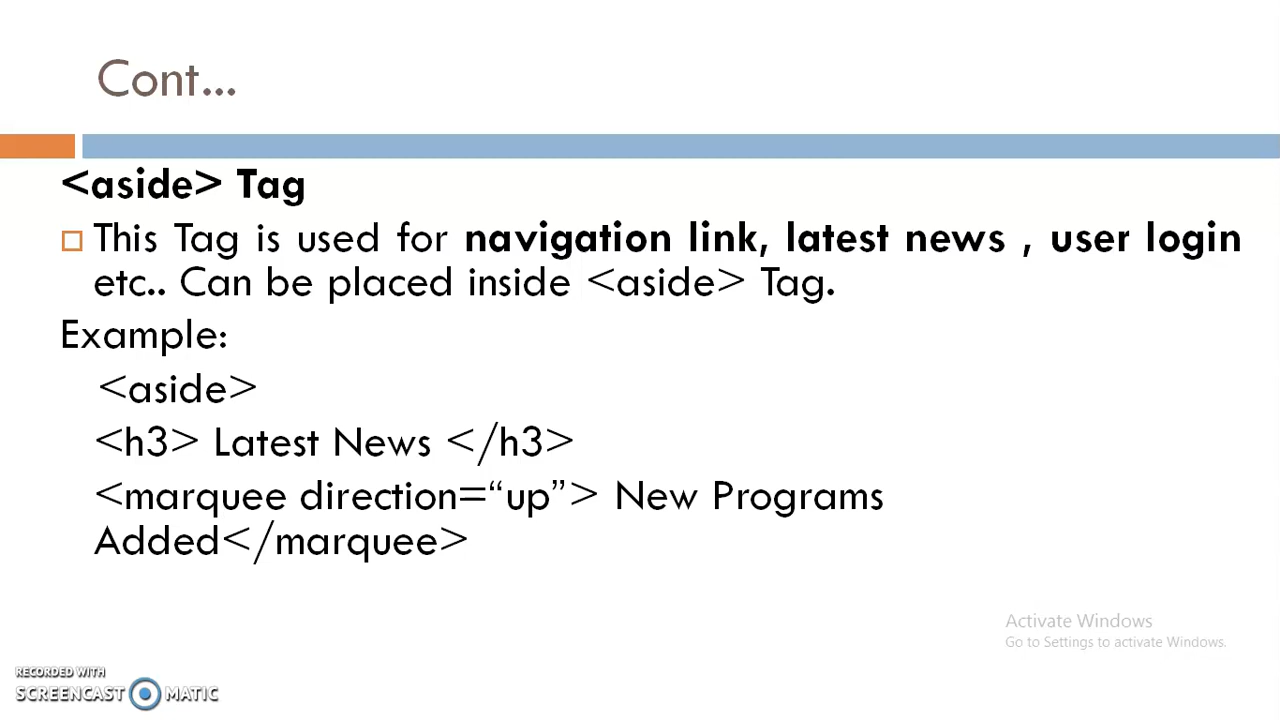 Cont...
<aside> Tag
This Tag is used for navigation link, latest news , user login
etc.. Can be placed inside <aside> Tag.
Example:
<aside>
<h3> Latest News </h3>
<marquee direction=“up”> New Programs
Added</marquee>
Activate Windows
Go to Settings to activate Windows.
RECORDED WITH
SCREENCAST MATIC